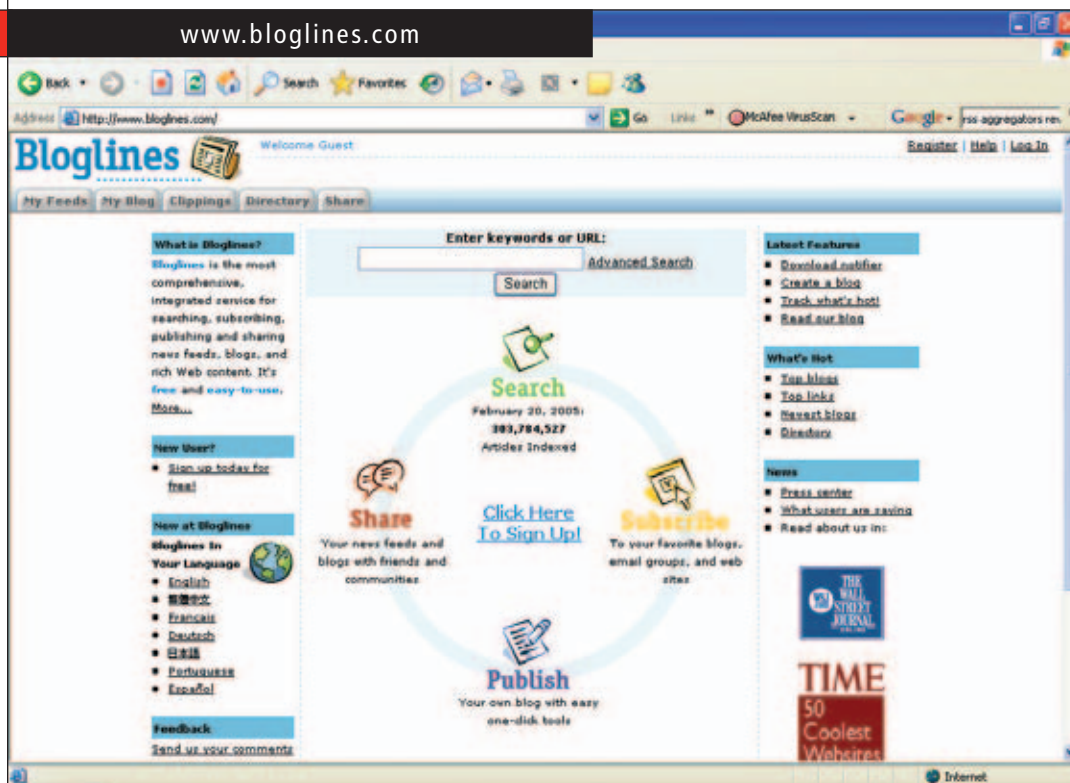 www.bloglines.com
Back
Search
Favorites
Address
http://www.bloglines.com/
Go
Links
McAfee VirusScan
Google
rss aggregators rev
Bloglines
Welcome Guest
Register | Help | Log In
My Feeds
My Blog
Clippings
Directory
Share
What is Bloglines?
Bloglines is the most
comprehensive,
integrated service for
searching, subscribing,
publishing and sharing
news feeds, blogs, and
rich Web content. It's
free and easy-to-use.
More...
New User?
Sign up today for
free!
New at Bloglines
Bloglines In
Your Language
English
繁體中文
Francais
Deutsch
日本語
Portuguese
Español
Feedback
Send us your comments
Enter keywords or URL:
Advanced Search
Search
Search
February 20, 2005:
Articles Indexed
Share
Your news feeds and
blogs with friends and
communities
Click Here
To Sign Up!
Subscribe
To your favorite blogs,
email groups, and web
sites
Publish
Your own blog with easy
one-click tools
Latest Features
Download notifier
Create a blog
Track what's hot!
Read our blog
What's Hot
Top blogs
Top links
Newest blogs
Directory
News
Press center
What users are saying
Read about us in:
THE
WALL
STREET
JOURNAL
TIME
50
Coolest
Websites
Internet